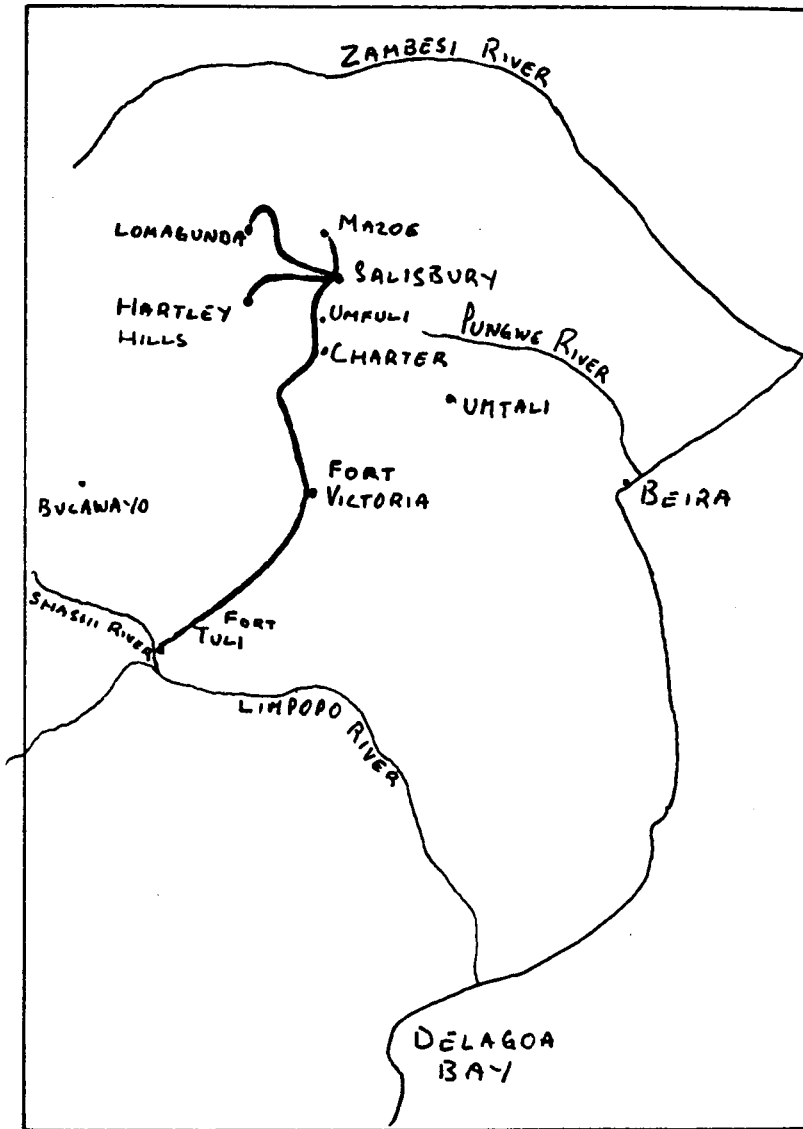 ZAMBESI RIVER
LOMAGUNDA
MAZOE
SALISBURY
HARTLEY
HILLS
UMFULI
PUNGWE RIVER
CHARTER
UMTALI
FORT
VICTORIA
BEIRA
BULAWAYO
SHASHI RIVER
FORT
TULI
LIMPOPO
RIVER
DELAGOA
BAY